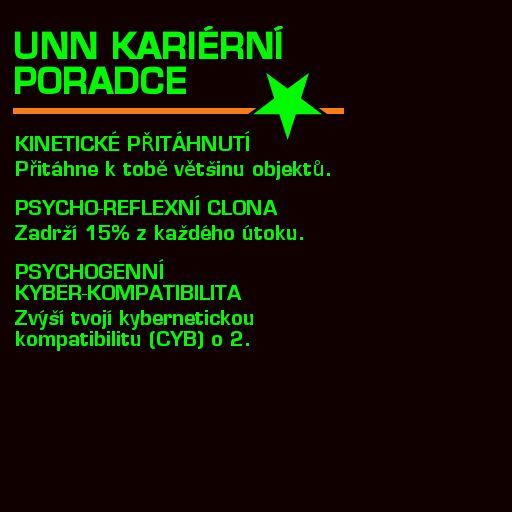 UNN KARIÉRNÍ
PORADCE
KINETICKÉ PŘITÁHNUTÍ
Přitáhne k tobě většinu objektů.
PSYCHO-REFLEXNÍ CLONA
Zadrží 15% z každého útoku.
PSYCHOGENNÍ
KYBER-KOMPATIBILITA
Zvýší tvojí kybernetickou
kompatibilitu (CYB) o 2.